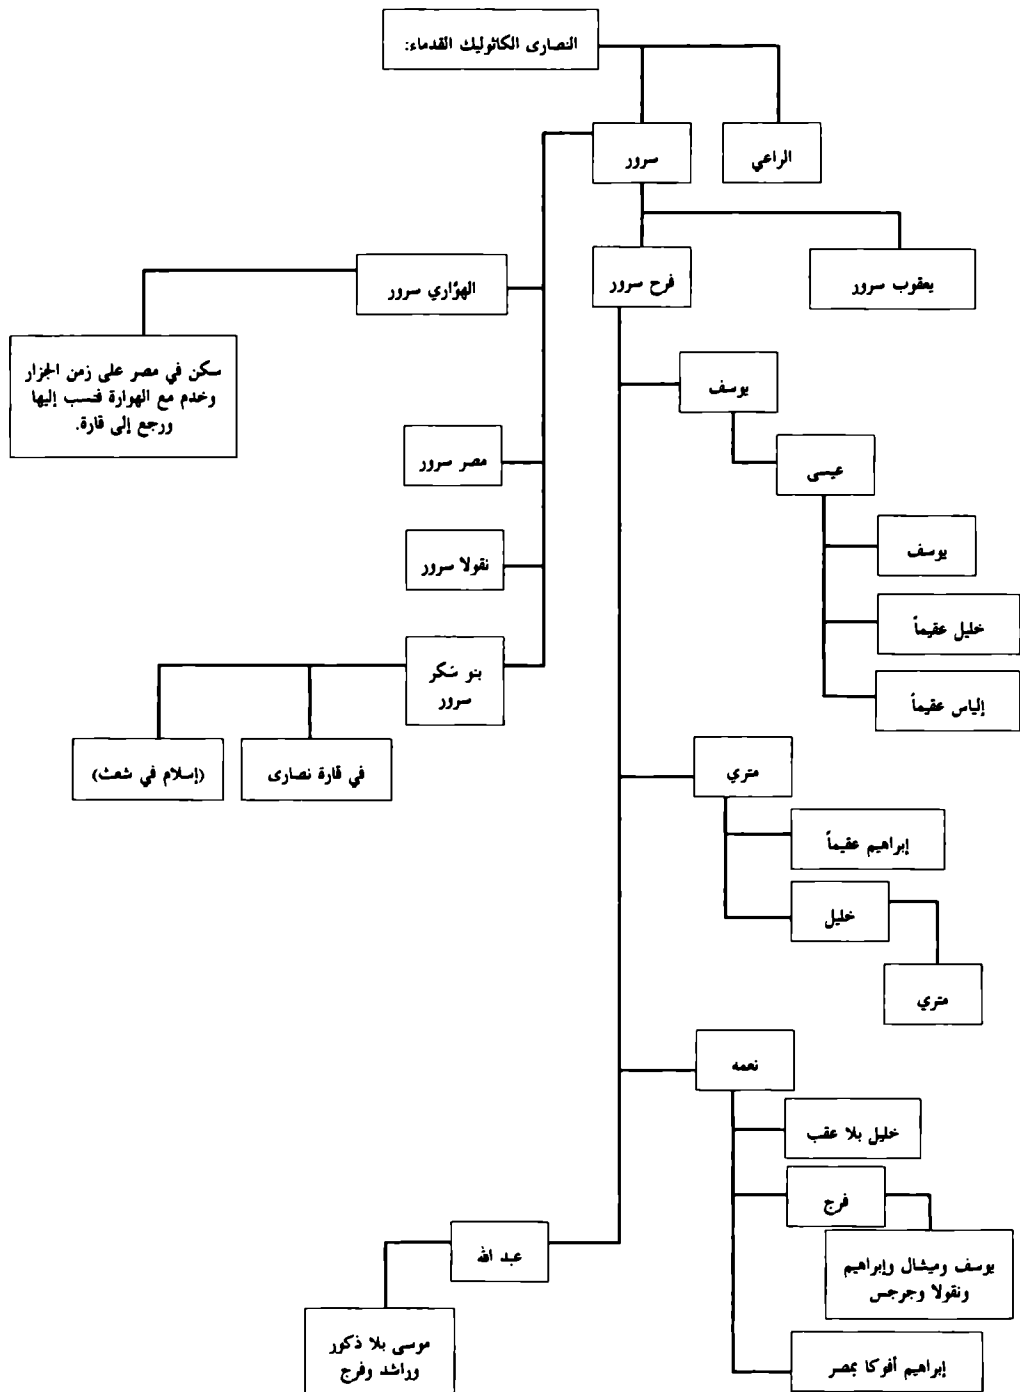 النصارى الكاثوليك القدماء:
الراعي
سرور
يعقوب سرور
فرح سرور
الهوّاري سرور
سكن في مصر على زمن الجزار
وخدم مع الهوارة فنسب إليها
ورجع إلى قارة.
يوسف
عيسى
مصر سرور
يوسف
نقولا سرور
خليل عقيماً
بنو سَكر
سرور
إلياس عقيماً
في قارة نصارى
(إسلام في شعث)
متري
إبراهيم عقيماً
خليل
متري
نعمه
خليل بلا عقب
فرج
عبد الله
يوسف وميشال وإبراهيم
ونقولا وجرجس
موسى بلا ذكور
وراشد وفرج
إبراهيم أفوكا بمصر